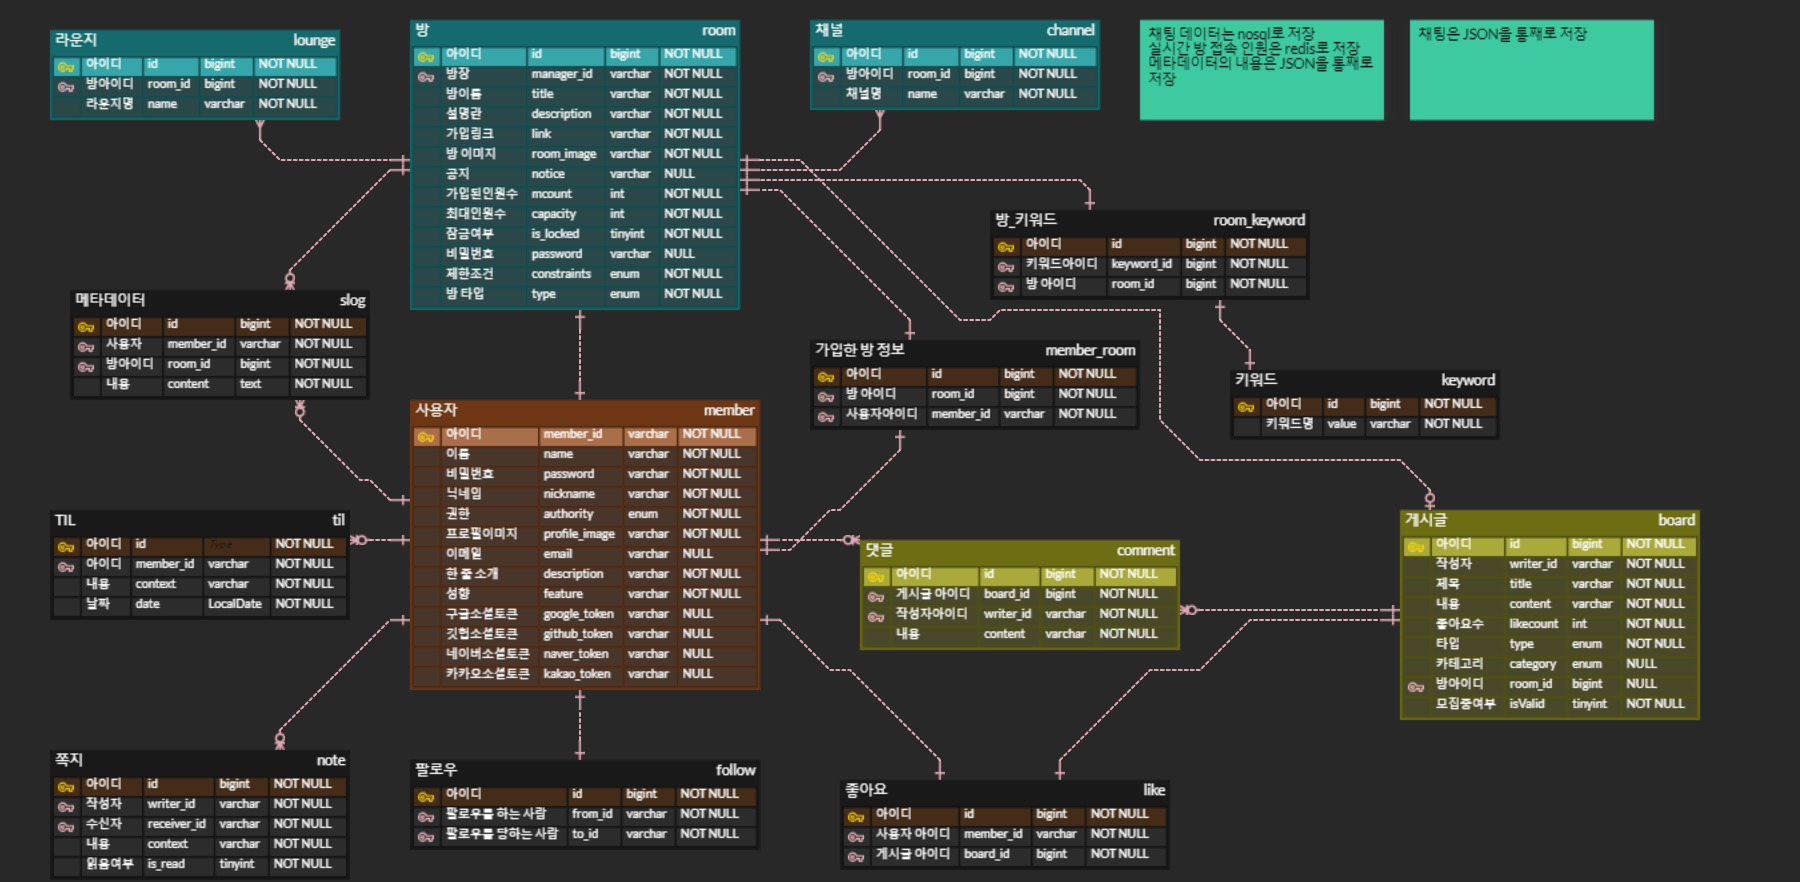 라운지 lounge
아이디 id bigint NOT NULL
방아이디 room_id bigint NOT NULL
라운지명 name varchar NOT NULL
방 room
아이디 id bigint NOT NULL
방장 manager_id varchar NOT NULL
방이름 title varchar NOT NULL
설명란 description varchar NOT NULL
가입링크 link varchar NOT NULL
방 이미지 room_image varchar NOT NULL
공지 notice varchar NULL
가입된인원수 mcount int NOT NULL
최대인원수 capacity int NOT NULL
잠금여부 is_locked tinyint NOT NULL
비밀번호 password varchar NULL
제한조건 constraints enum NOT NULL
방 타입 type enum NOT NULL
채널 channel
아이디 id bigint NOT NULL
방아이디 room_id bigint NOT NULL
채널명 name varchar NOT NULL
채팅 데이터는 nosql로 저장
실시간 방 접속 인원은 redis로 저장
메타데이터의 내용은 JSON을 통째로
저장
채팅은 JSON을 통째로 저장
방_키워드 room_keyword
아이디 id bigint NOT NULL
키워드아이디 keyword_id bigint NOT NULL
방 아이디 room_id bigint NOT NULL
메타데이터 slog
아이디 id bigint NOT NULL
사용자 member_id varchar NOT NULL
방아이디 room_id bigint NOT NULL
내용 content text NOT NULL
가입한 방 정보 member_room
아이디 id bigint NOT NULL
방 아이디 room_id bigint NOT NULL
사용자아이디 member_id varchar NOT NULL
키워드 keyword
아이디 id bigint NOT NULL
키워드명 value varchar NOT NULL
사용자 member
아이디 member_id varchar NOT NULL
이름 name varchar NOT NULL
비밀번호 password varchar NOT NULL
닉네임 nickname varchar NOT NULL
권한 authority enum NOT NULL
프로필이미지 profile_image varchar NOT NULL
이메일 email varchar NULL
한 줄 소개 description varchar NOT NULL
성향 feature varchar NOT NULL
구글소셜토큰 google_token varchar NULL
깃헙소셜토큰 github_token varchar NULL
네이버소셜토큰 naver_token varchar NULL
카카오소셜토큰 kakao_token varchar NULL
TIL til
아이디 id Type NOT NULL
아이디 member_id varchar NOT NULL
내용 context varchar NOT NULL
날짜 date LocalDate NOT NULL
댓글 comment
아이디 id bigint NOT NULL
게시글 아이디 board_id bigint NOT NULL
작성자아이디 writer_id varchar NOT NULL
내용 content varchar NOT NULL
게시글 board
아이디 id bigint NOT NULL
작성자 writer_id varchar NOT NULL
제목 title varchar NOT NULL
내용 content varchar NOT NULL
좋아요수 likecount int NOT NULL
타입 type enum NOT NULL
카테고리 category enum NULL
방아이디 room_id bigint NULL
모집중여부 isValid tinyint NOT NULL
쪽지 note
아이디 id bigint NOT NULL
작성자 writer_id varchar NOT NULL
수신자 receiver_id varchar NOT NULL
내용 context varchar NOT NULL
읽음여부 is_read tinyint NOT NULL
팔로우 follow
아이디 id bigint NOT NULL
팔로우를 하는 사람 from_id varchar NOT NULL
팔로우를 당하는 사람 to_id varchar NOT NULL
좋아요 like
아이디 id bigint NOT NULL
사용자 아이디 member_id varchar NOT NULL
게시글 아이디 board_id bigint NOT NULL